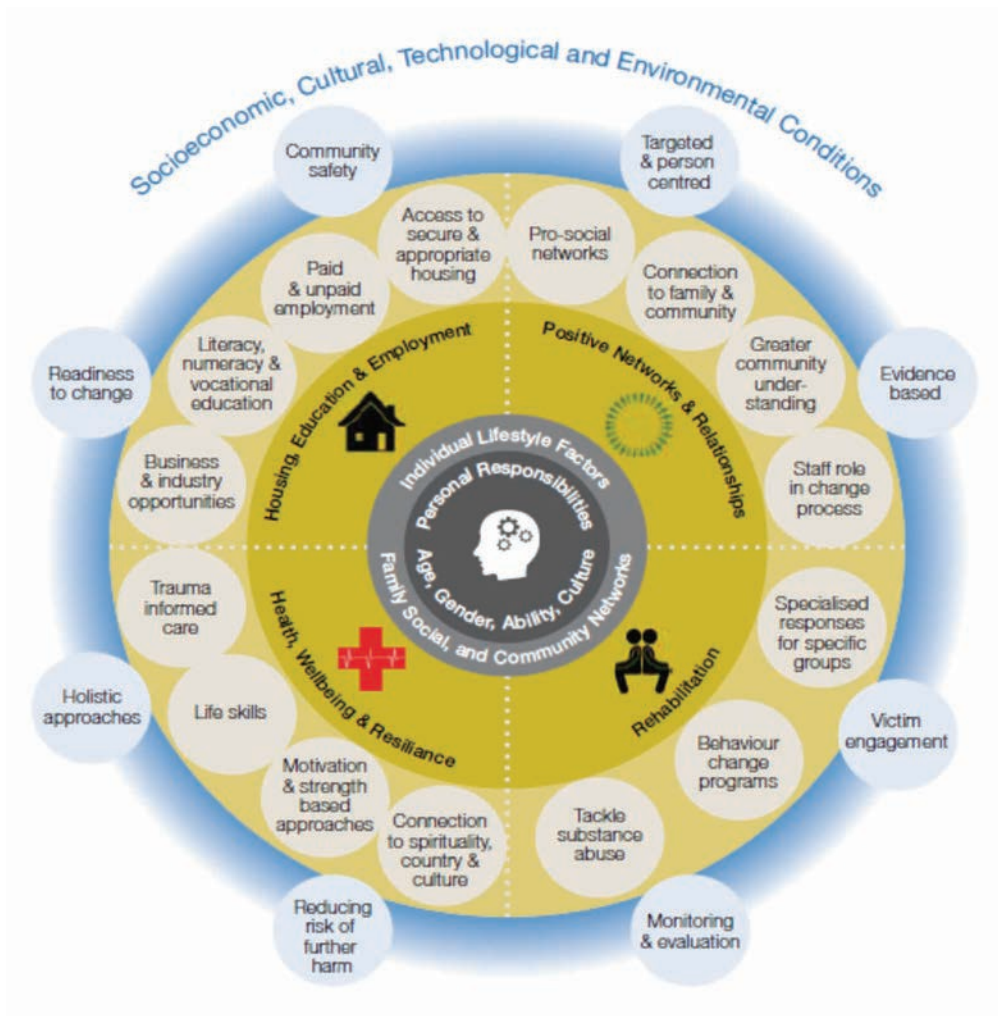 Socioeconomic, Cultural, Technological and Environmental Conditions
Community
safety
Targeted
& person
centred
Readiness
to change
Evidence
based
Holistic
approaches
Victim
engagement
Reducing
risk of
further
harm
Monitoring
& evaluation
Access to
secure &
appropriate
housing
Paid
& unpaid
employment
Literacy,
numeracy &
vocational
education
Business
& industry
opportunities
Housing, Education & Employment
Pro-social
networks
Connection
to family &
community
Greater
community
under-
standing
Staff role
in change
process
Positive Networks & Relationships
Trauma
informed
care
Life skills
Motivation
& strength
based
approaches
Connection
to spirituality,
country &
culture
Health, Wellbeing & Resiliance
Specialised
responses
for specific
groups
Behaviour
change
programs
Tackle
substance
abuse
Rehabilitation
Individual Lifestyle Factors
Family Social, and Community Networks
Personal Responsibilities
Age, Gender, Ability, Culture